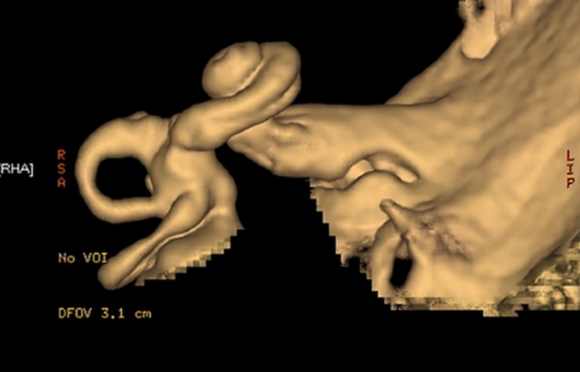 R
S
A
[RHA]
L
I
P
No VOI
DFOV 3.1 cm